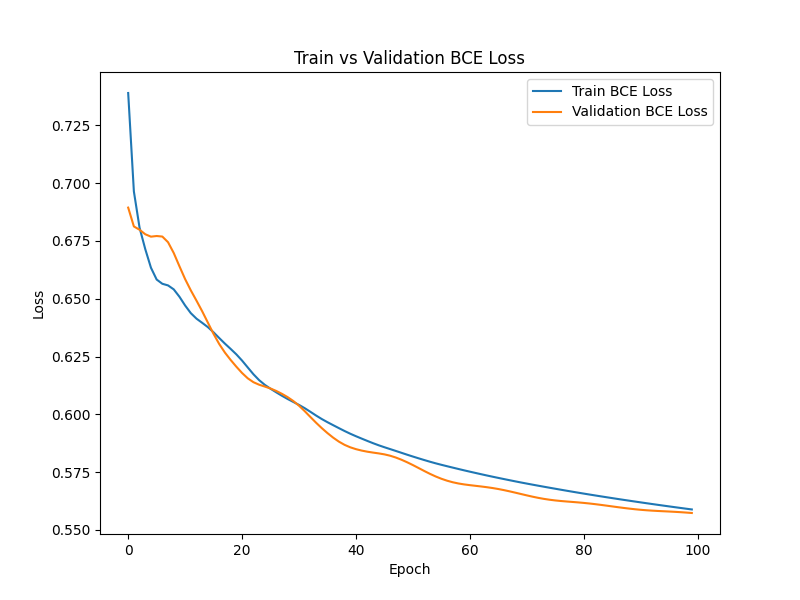 Train vs Validation BCE Loss
Train BCE Loss
Validation BCE Loss
0.725
0.700
0.675
0.650
0.625
0.600
0.575
0.550
Loss
0 20 40 60 80 100
Epoch